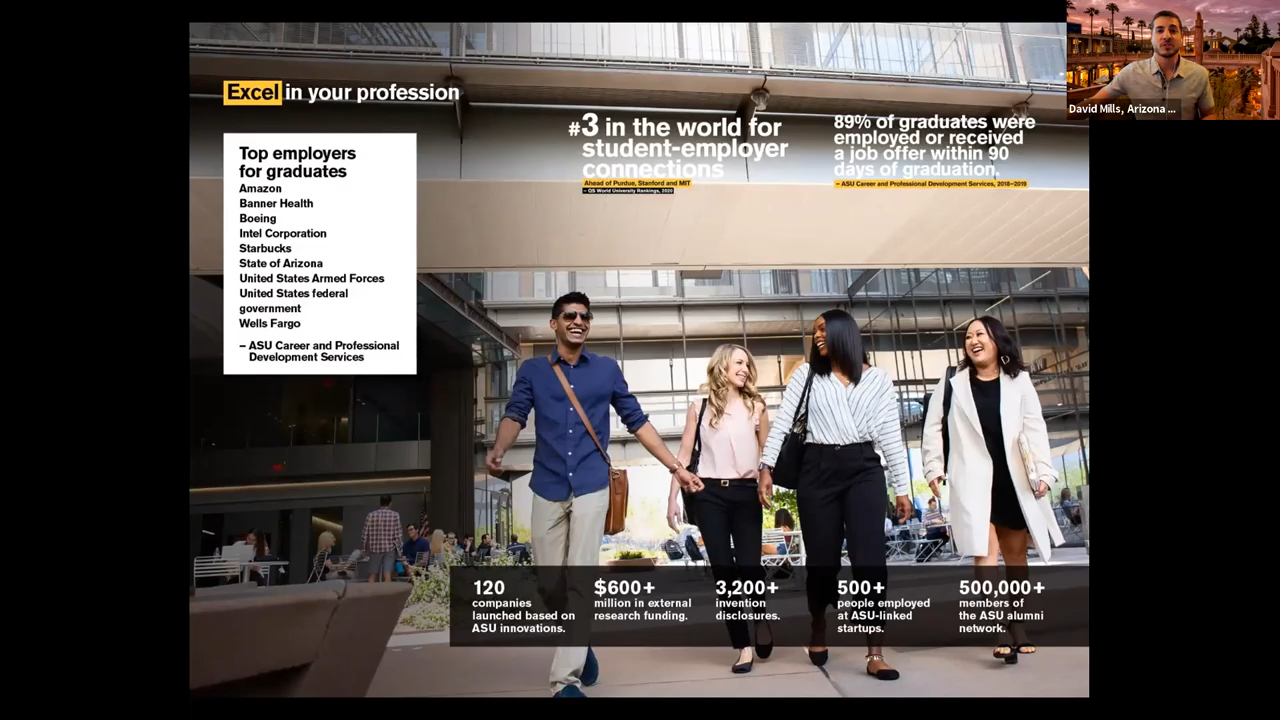 Excel in your profession
Top employers
for graduates
Amazon
Banner Health
Boeing
Intel Corporation
Starbucks
State of Arizona
United States Armed Forces
United States federal
government
Wells Fargo
– ASU Career and Professional
Development Services
#3 in the world for
student-employer
connections
Ahead of Purdue, Stanford and MIT
– QS World University Rankings, 2020
89% of graduates were
employed or received
a job offer within 90
days of graduation.
– ASU Career and Professional Development Services, 2018–2019
David Mills, Arizona ...
120
companies
launched based on
ASU innovations.
$600+
million in external
research funding.
3,200+
invention
disclosures.
500+
people employed
at ASU-linked
startups.
500,000+
members of
the ASU alumni
network.